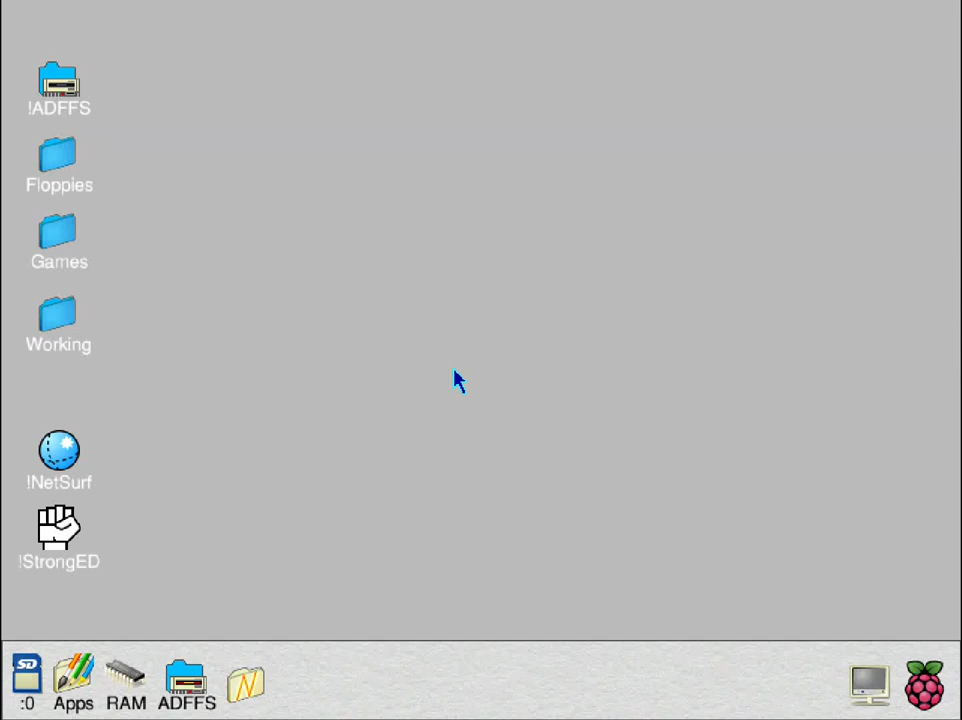 !ADFFS
Floppies
Games
Working
!NetSurf
!StrongED
SD
N
:0 Apps RAM ADFFS